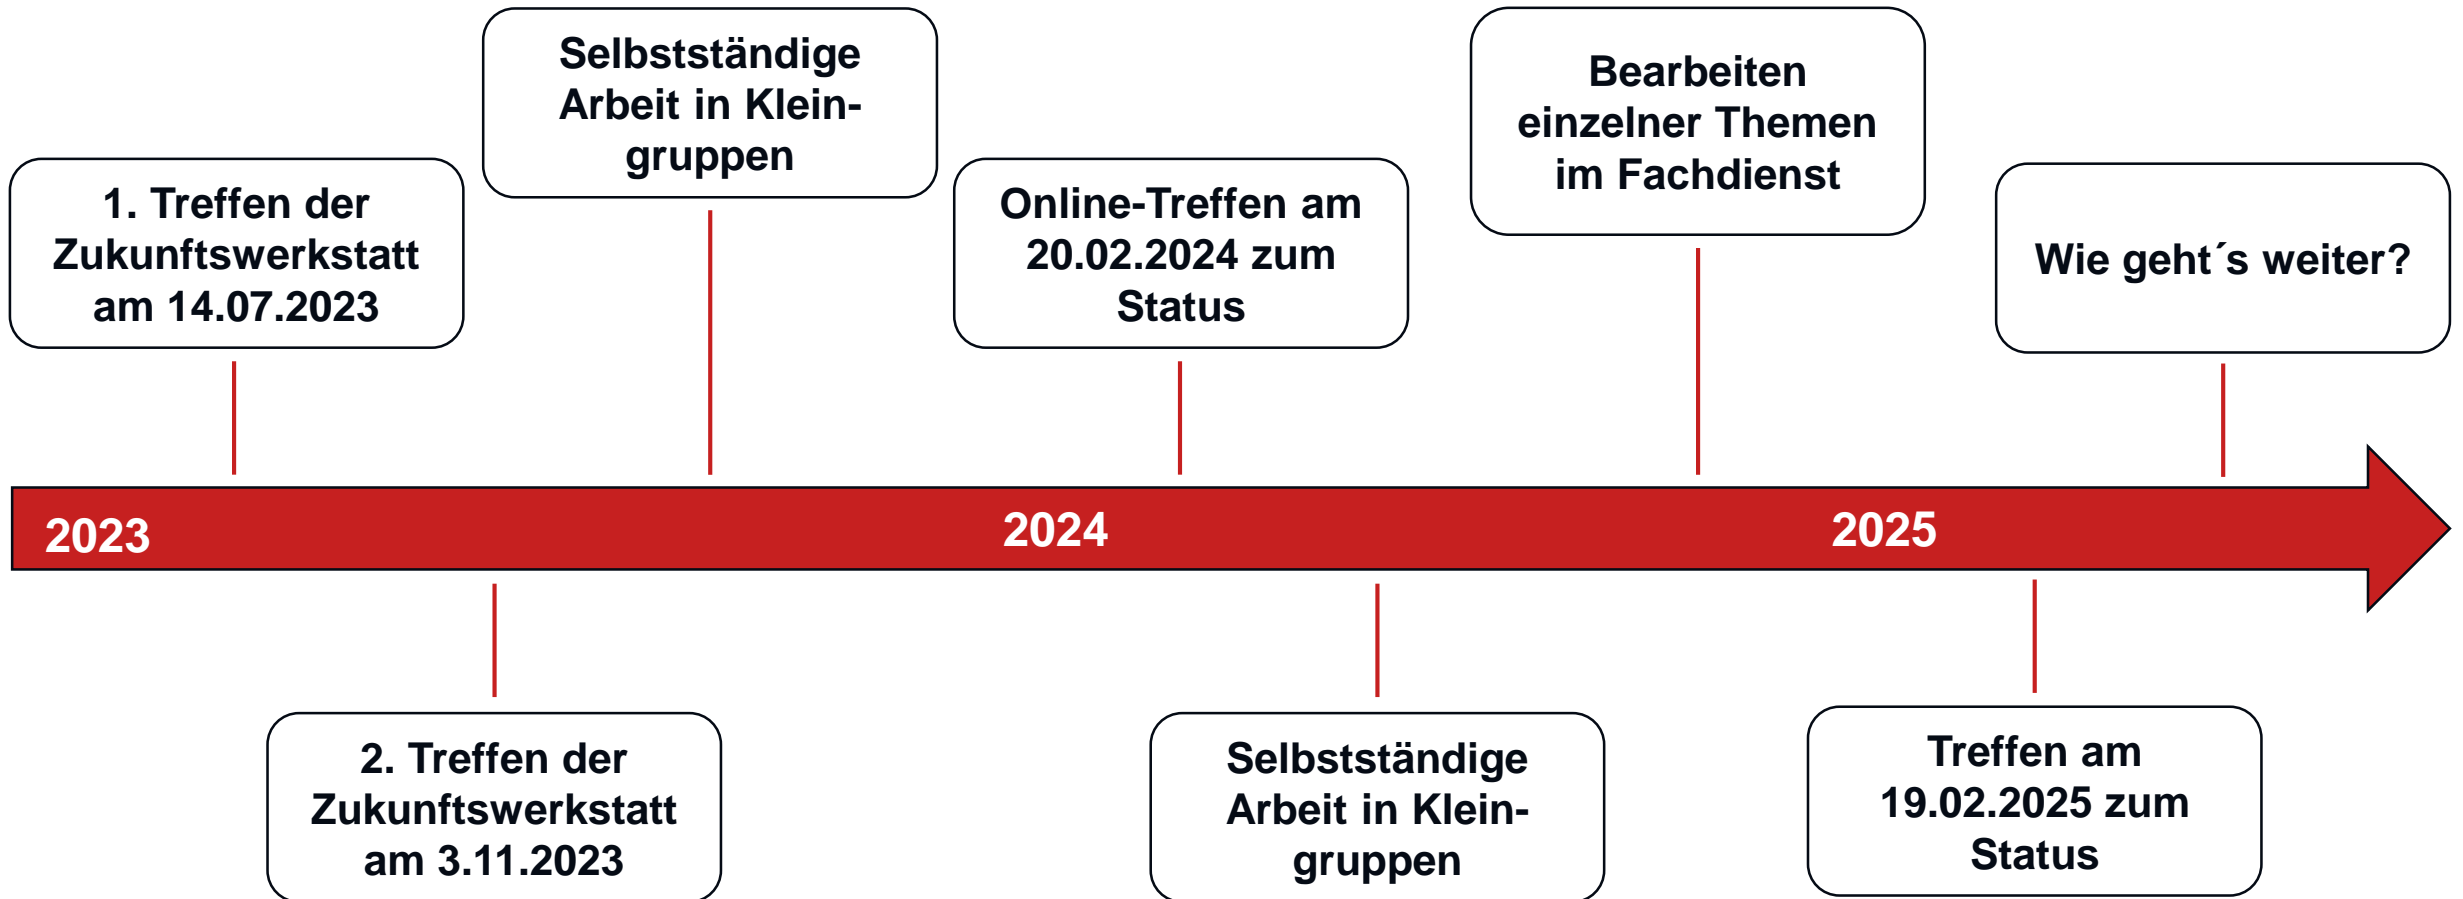 Selbstständige
Arbeit in Klein-
gruppen
Bearbeiten
einzelner Themen
im Fachdienst
1. Treffen der
Zukunftswerkstatt
am 14.07.2023
Online-Treffen am
20.02.2024 zum
Status
Wie geht´s weiter?
2023
2024
2025
2. Treffen der
Zukunftswerkstatt
am 3.11.2023
Selbstständige
Arbeit in Klein-
gruppen
Treffen am
19.02.2025 zum
Status